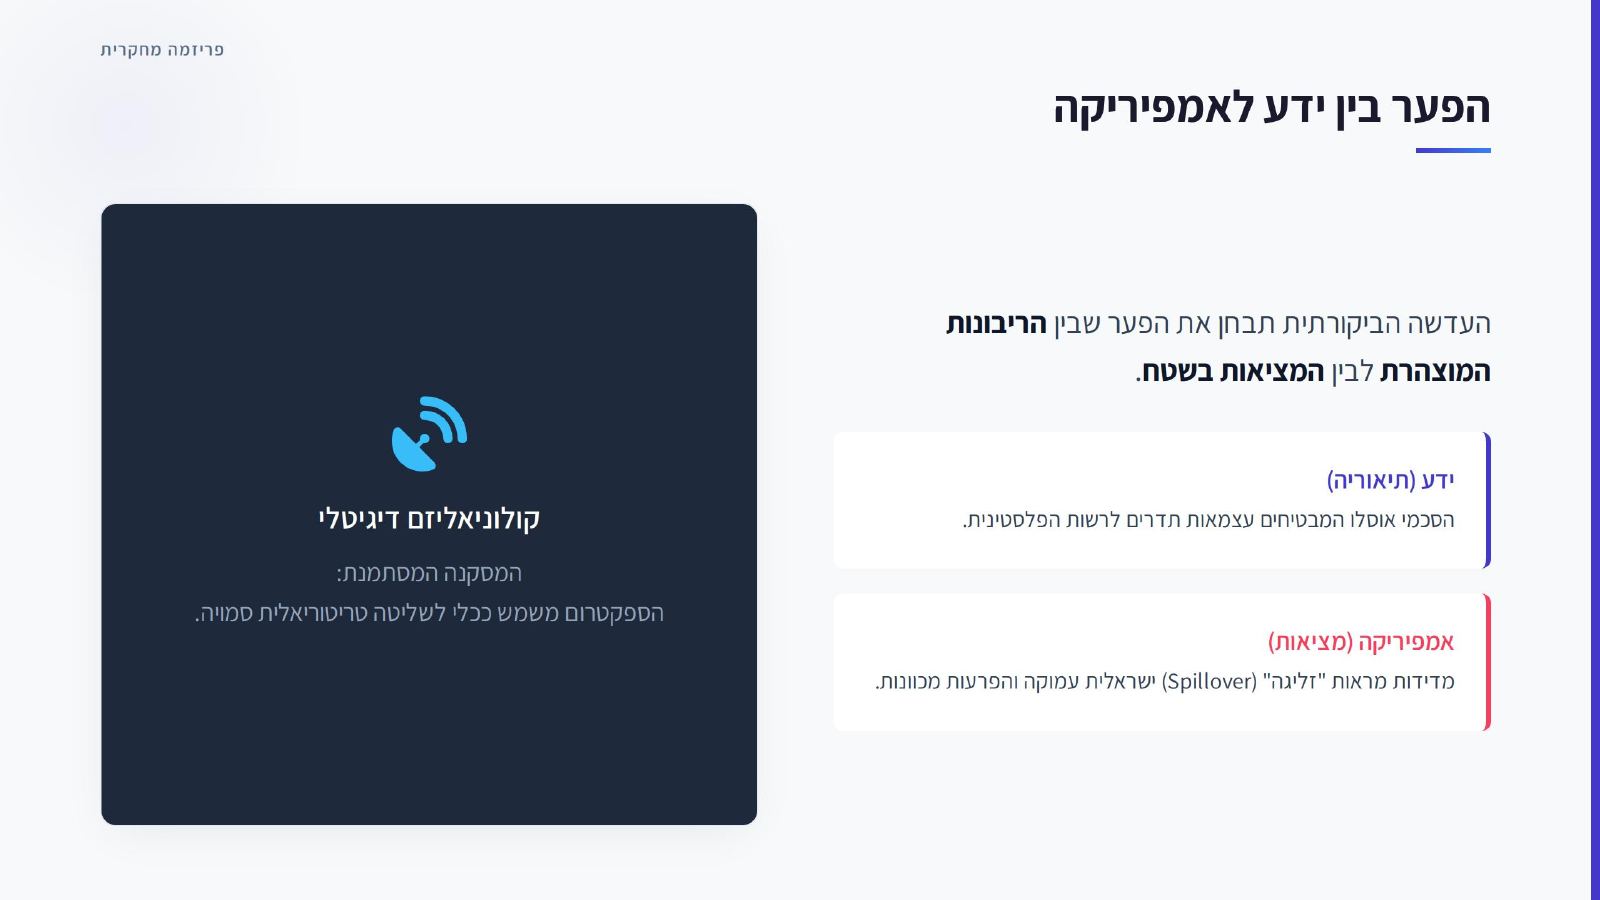 פריזמה מחקרית
הפער בין ידע לאמפיריקה
העדשה הביקורתית תבחן את הפער שבין הריבונות
המוצהרת לבין המציאות בשטח.
ידע (תיאוריה)
הסכמי אוסלו המבטיחים עצמאות תדרים לרשות הפלסטינית.
אמפיריקה (מציאות)
מדידות מראות "זליגה" (Spillover) ישראלית עמוקה והפרעות מכוונות.
קולוניאליזם דיגיטלי
המסקנה המסתמנת:
הספקטרום משמש ככלי לשליטה טריטוריאלית סמויה.